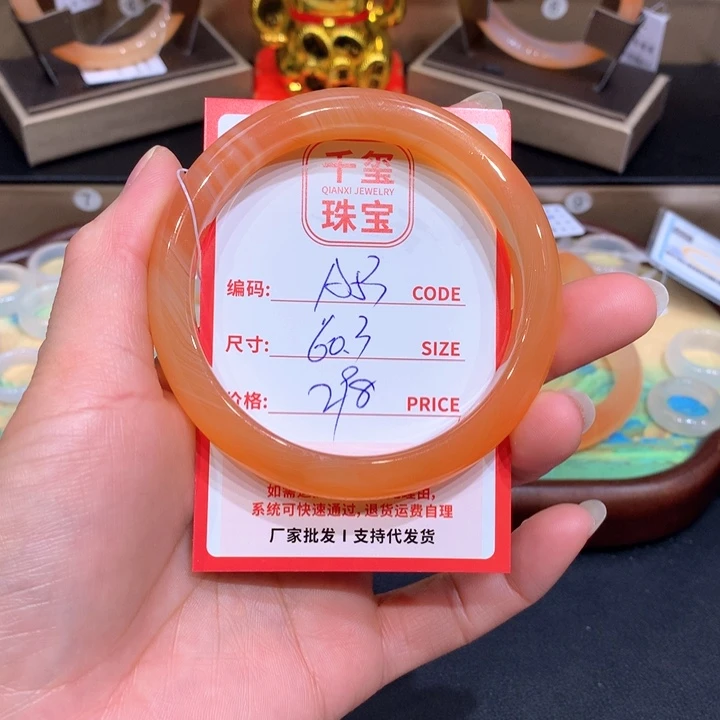 千玺
QIANXI JEWELRY
珠宝
编码: CODE
尺寸: 60.3 SIZE
价格: 298 PRICE
系统可快速通过,退货运费自理
厂家批发 I 支持代发货